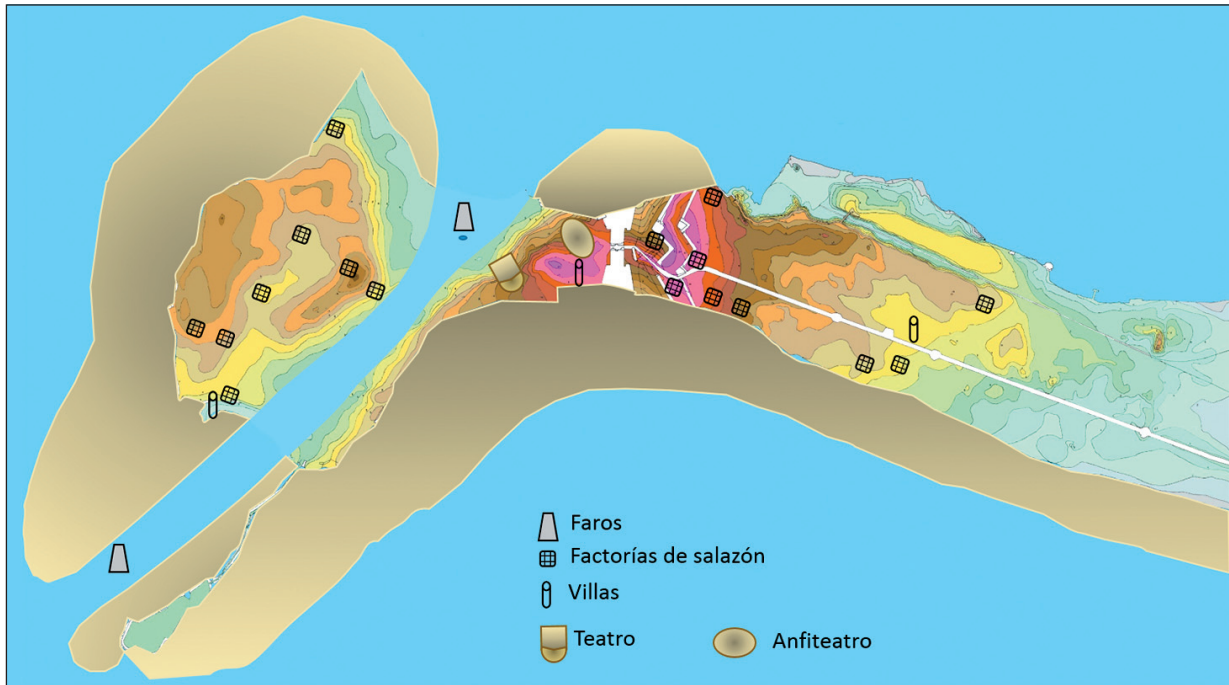 Faros
Factorías de salazón
Villas
Teatro
Anfiteatro